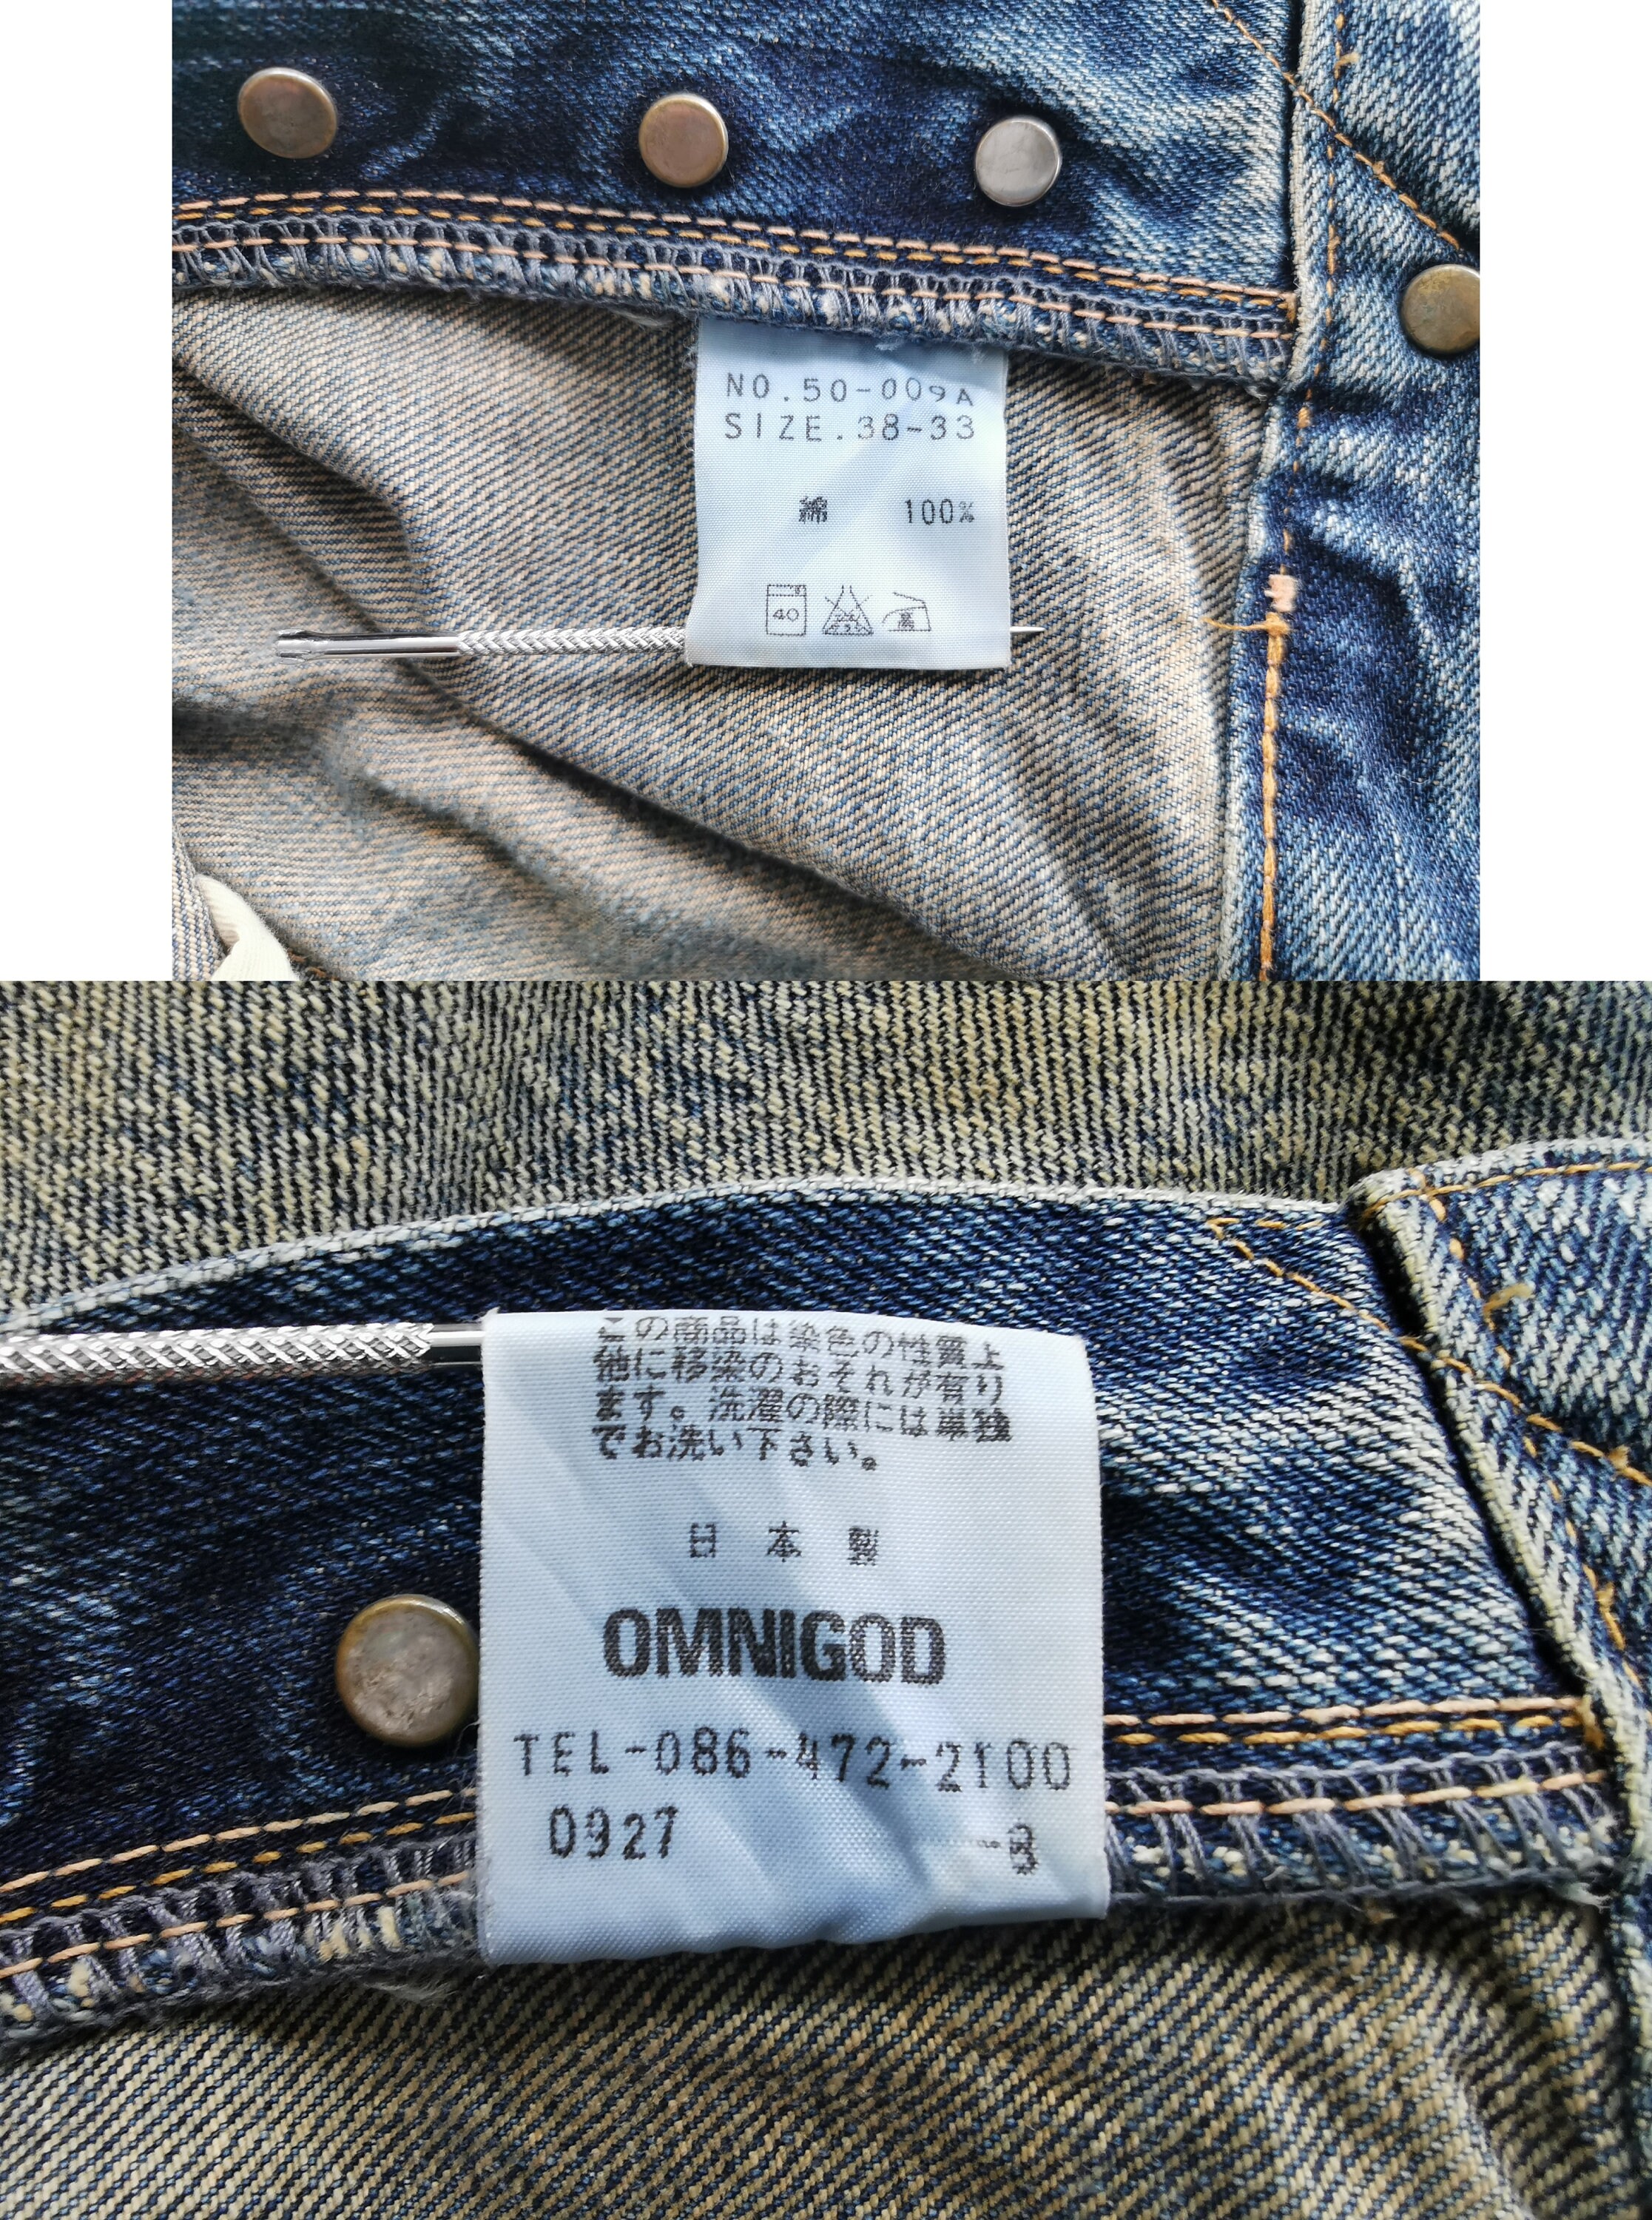 NO.50-009A
SIZE.38-33
綿 100%
40
この商品は染色の性質上
他に移染のおそれが有り
ます。洗濯の際には単独
でお洗い下さい。
日本製
OMNIGOD
TEL-086-472-2100
0927 -3